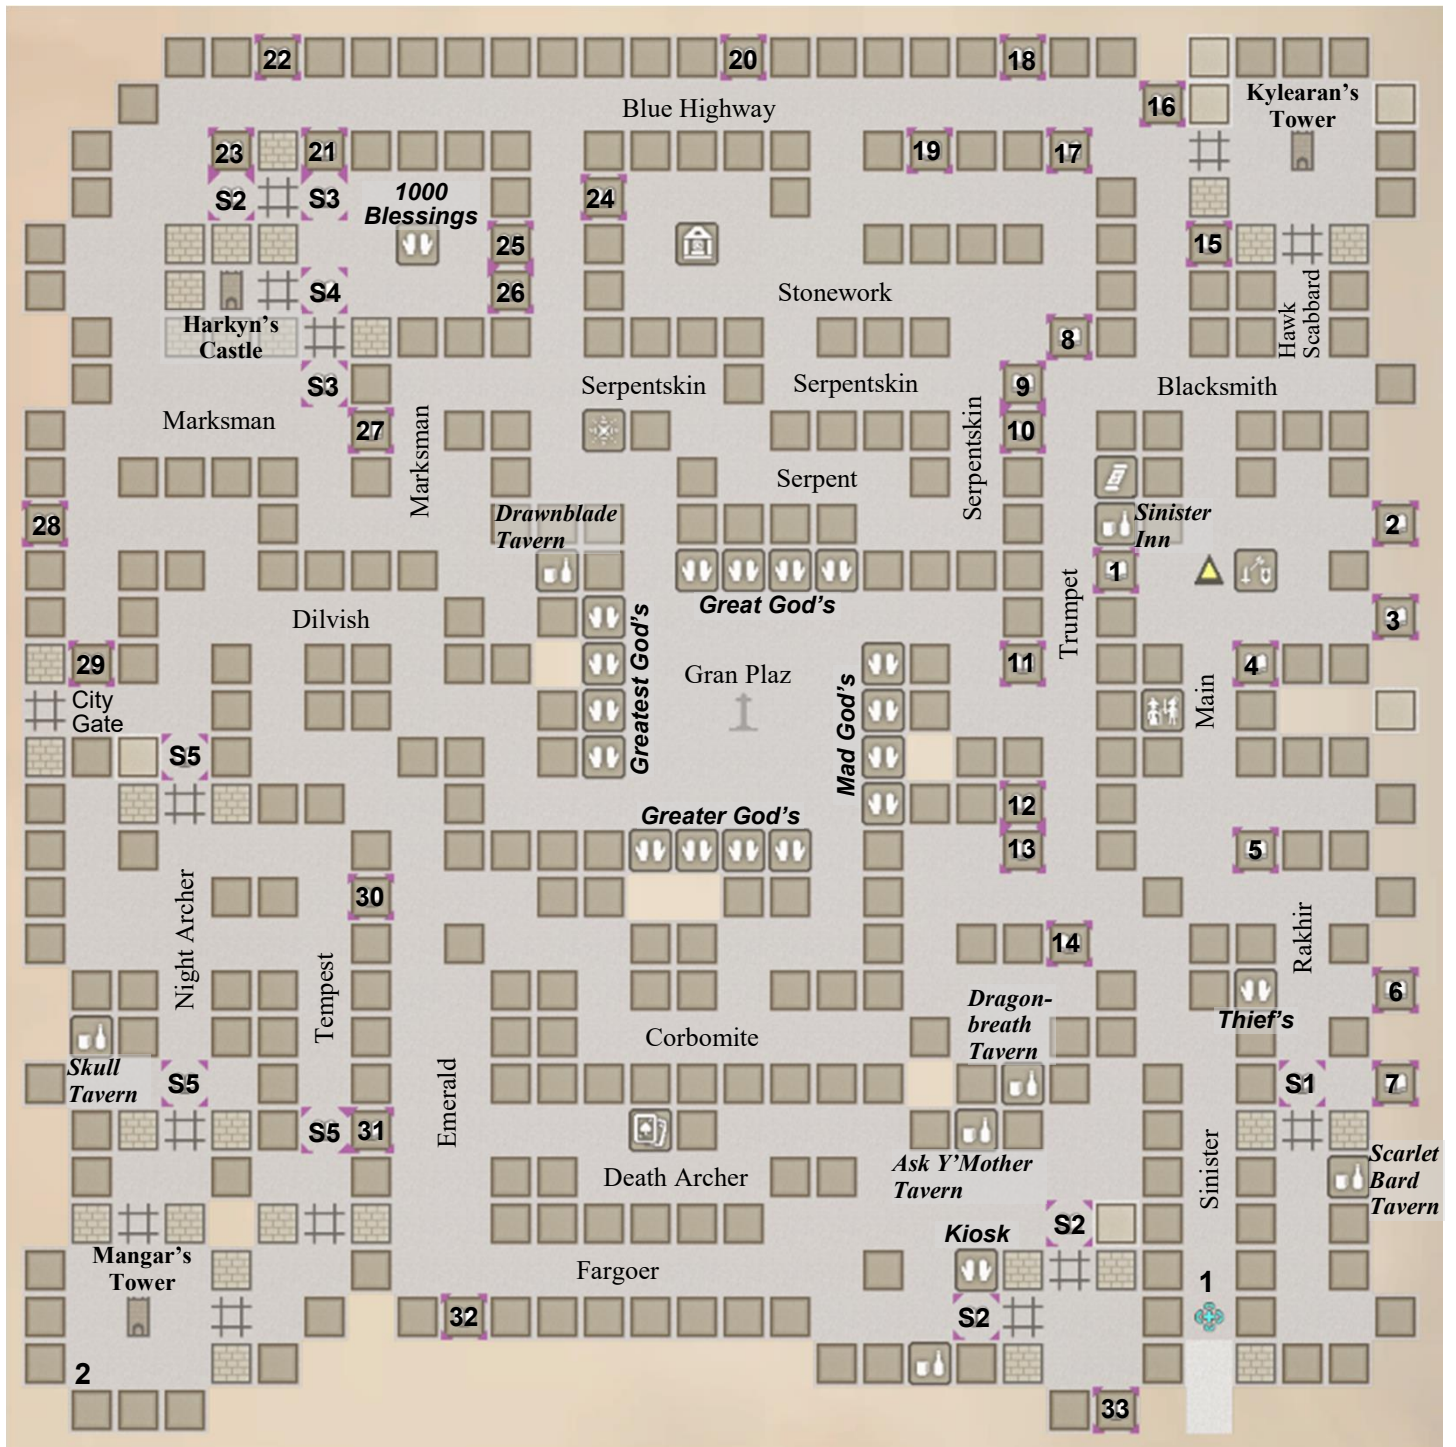 22
20
18
16
Kylearan's
Tower
Blue Highway
23
21
19
17
S2
S3
1000
Blessings
24
25
15
S4
26
Stonework
Hawk
Scabbard
Harkyn's
Castle
8
S3
Serpentskin
Serpentskin
9
Blacksmith
Marksman
27
Marksman
10
Serpentskin
Serpent
28
Drawnblade
Tavern
Sinister
Inn
2
1
Great God's
Trumpet
Dilvish
3
Greatest God's
29
11
4
Gran Plaz
City
Gate
Mad God's
Main
S5
12
Greater God's
13
5
30
Night Archer
Rakhir
14
Tempest
6
Dragon-
breath
Tavern
Thief's
Corbomite
Skull
Tavern
S5
Emerald
S1
7
S5
31
Ask Y'Mother
Tavern
Death Archer
Sinister
Scarlet
Bard
Tavern
S2
Kiosk
Mangar's
Tower
Fargoer
1
32
S2
2
33